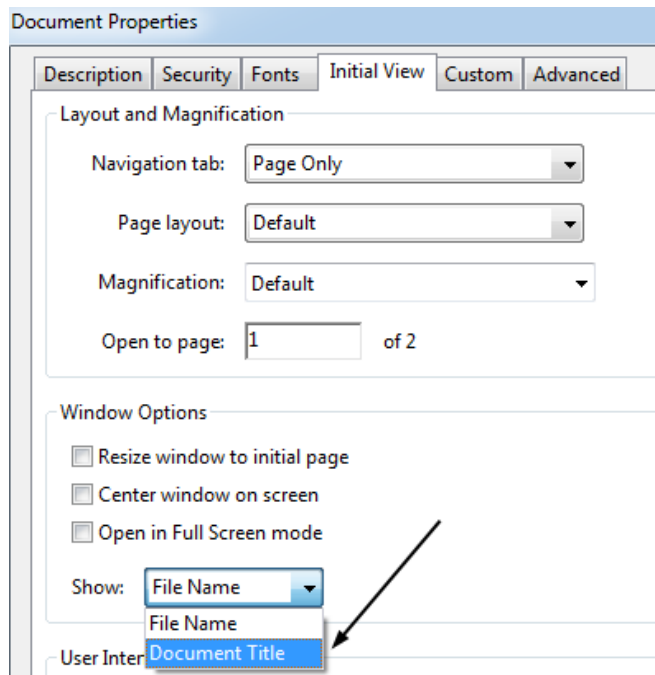 Document Properties
Description Security Fonts Initial View Custom Advanced
Layout and Magnification
Navigation tab: Page Only
Page layout: Default
Magnification: Default
Open to page: 1 of 2
Window Options
Resize window to initial page
Center window on screen
Open in Full Screen mode
Show: File Name
File Name
User Inter Document Title